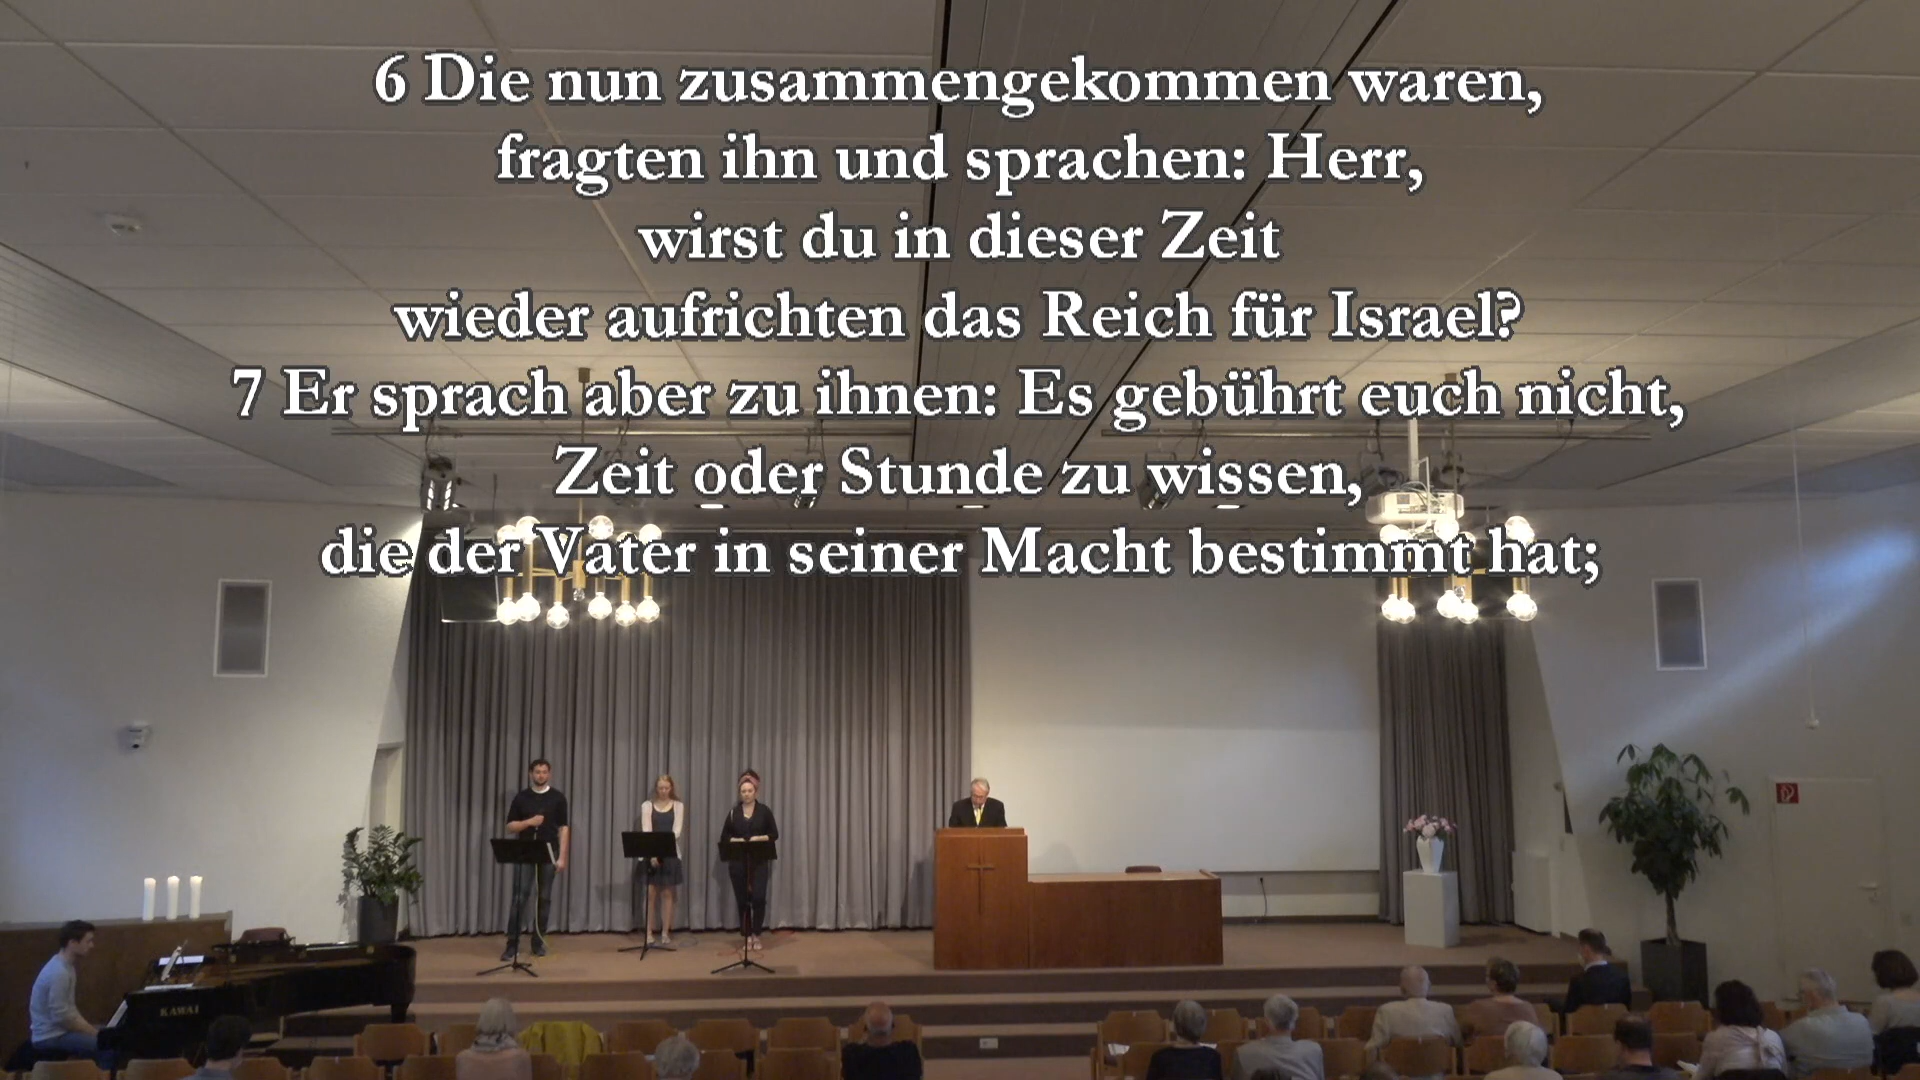 6 Die nun zusammengekommen waren,
fragten ihn und sprachen: Herr,
wirst du in dieser Zeit
wieder aufrichten das Reich für Israel?
7 Er sprach aber zu ihnen: Es gebührt euch nicht,
Zeit oder Stunde zu wissen,
die der Vater in seiner Macht bestimmt hat;
KAWAI